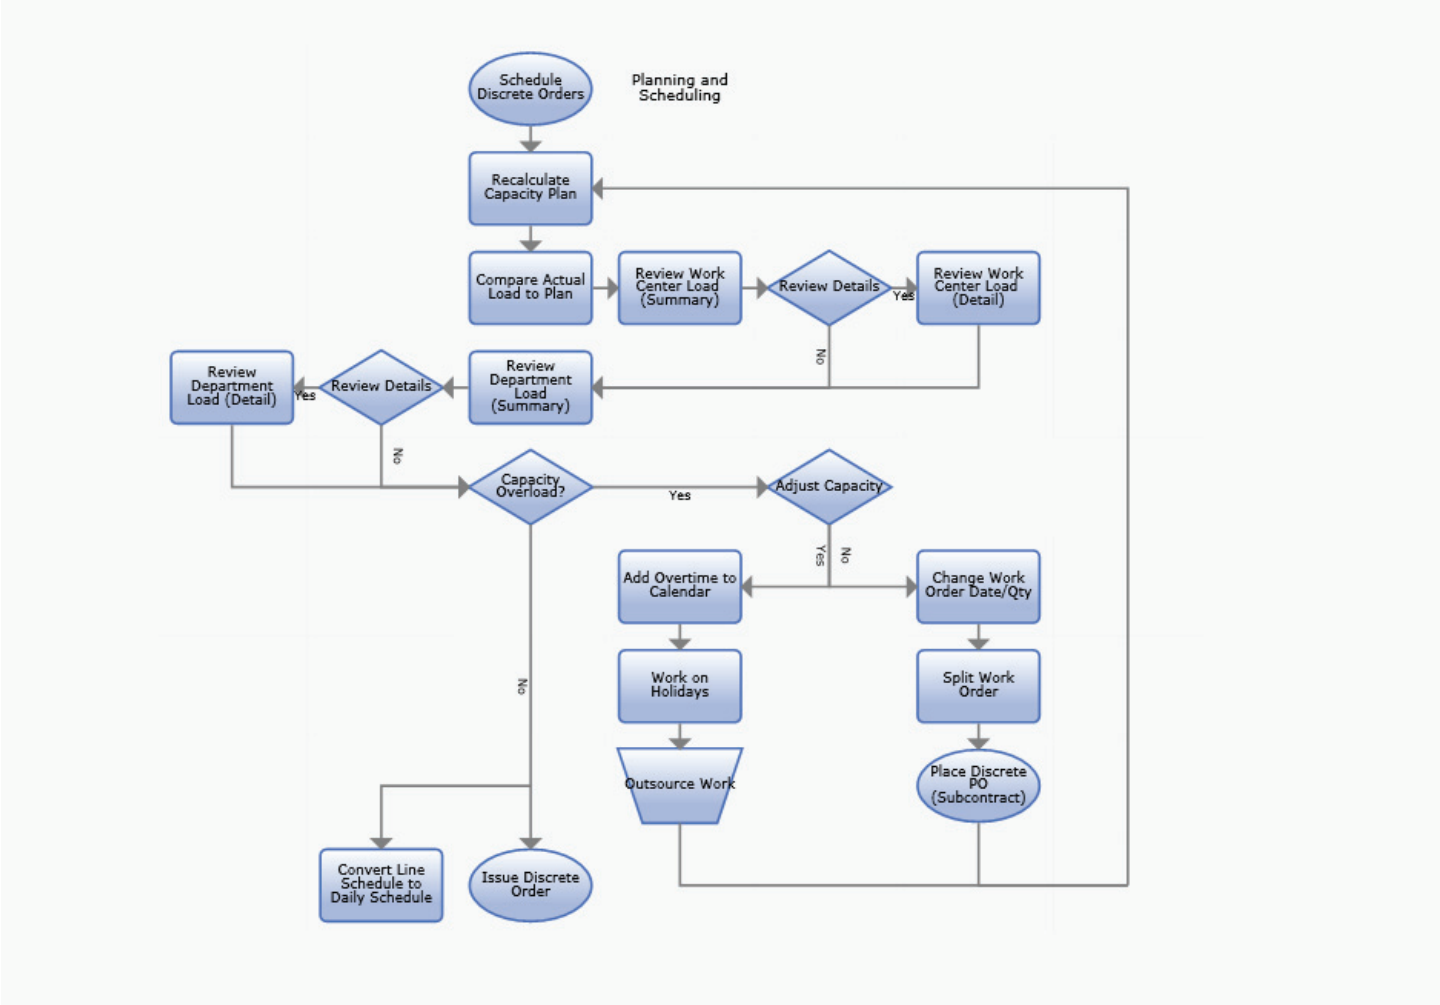 Schedule
Discrete Orders
Planning and
Scheduling
Recalculate
Capacity Plan
Compare Actual
Load to Plan
Review Work
Center Load
(Summary)
Review Details
Yes
Review Work
Center Load
(Detail)
No
Review
Department
Load (Detail)
Yes
Review Details
Review
Department
Load
(Summary)
No
Capacity
Overload?
Yes
Adjust Capacity
Yes
No
Add Overtime to
Calendar
Change Work
Order Date/Qty
No
Work on
Holidays
Split Work
Order
Outsource Work
Place Discrete
PO
(Subcontract)
Convert Line
Schedule to
Daily Schedule
Issue Discrete
Order